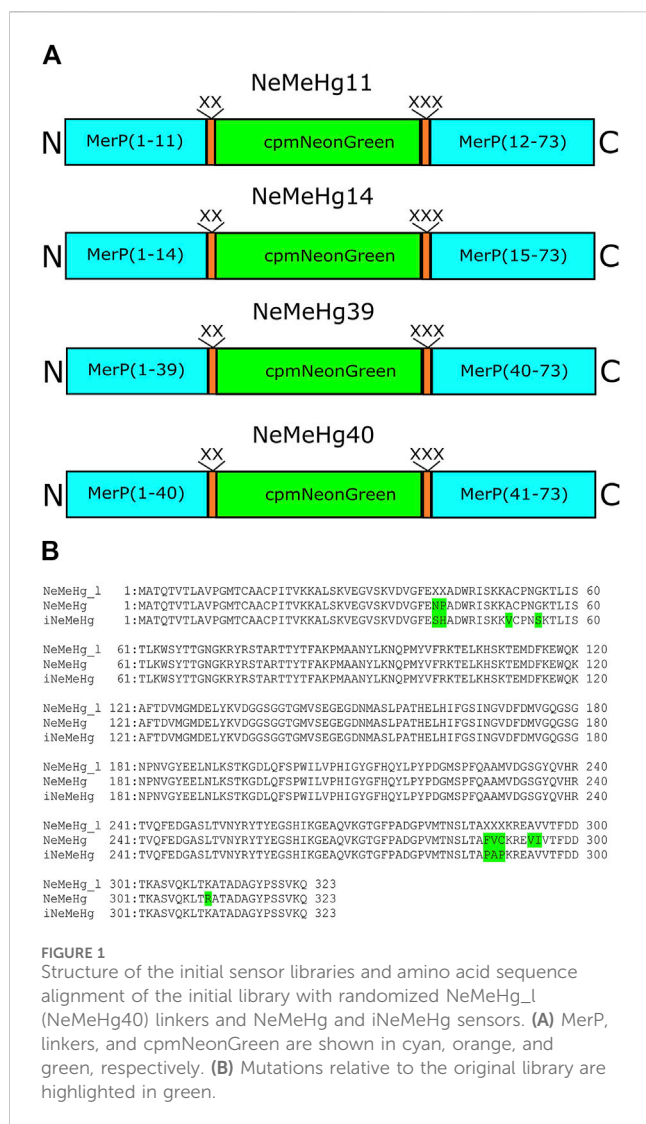 A
NeMeHg11
XX XXX
N MerP(1-11) cpmNeonGreen MerP(12-73) C
NeMeHg14
XX XXX
N MerP(1-14) cpmNeonGreen MerP(15-73) C
NeMeHg39
XX XXX
N MerP(1-39) cpmNeonGreen MerP(40-73) C
NeMeHg40
XX XXX
N MerP(1-40) cpmNeonGreen MerP(41-73) C
B
NeMeHg_l 1:MATQTVTLAVPGMTCAACPITVKKALSKVEGVSKVDVGFEXXADWRISKKACPNGKTLIS 60
NeMeHg 1:MATQTVTLAVPGMTCAACPITVKKALSKVEGVSKVDVGFENPADWRISKKACPNGKTLIS 60
iNeMeHg 1:MATQTVTLAVPGMTCAACPITVKKALSKVEGVSKVDVGFESHADWRISKKVCPNSKTLIS 60
NeMeHg_l 61:TLKWSYTTGNGKRYRSTARTTYTFAKPMAANYLKNQPMYVFRKTELKHSKTEMDFKEWQK 120
NeMeHg 61:TLKWSYTTGNGKRYRSTARTTYTFAKPMAANYLKNQPMYVFRKTELKHSKTEMDFKEWQK 120
iNeMeHg 61:TLKWSYTTGNGKRYRSTARTTYTFAKPMAANYLKNQPMYVFRKTELKHSKTEMDFKEWQK 120
NeMeHg_l 121:AFTDVMGMDELYKVDGGSGGTGMVSEGEGDNMASLPATHELHIFGSINGVDFDMVGQGSG 180
NeMeHg 121:AFTDVMGMDELYKVDGGSGGTGMVSEGEGDNMASLPATHELHIFGSINGVDFDMVGQGSG 180
iNeMeHg 121:AFTDVMGMDELYKVDGGSGGTGMVSEGEGDNMASLPATHELHIFGSINGVDFDMVGQGSG 180
NeMeHg_l 181:NPNVGYEELNLKSTKGDLQFSPWILVPHIGYGFHQYLPYPDGMSPFQAAMVDGSGYQVHR 240
NeMeHg 181:NPNVGYEELNLKSTKGDLQFSPWILVPHIGYGFHQYLPYPDGMSPFQAAMVDGSGYQVHR 240
iNeMeHg 181:NPNVGYEELNLKSTKGDLQFSPWILVPHIGYGFHQYLPYPDGMSPFQAAMVDGSGYQVHR 240
NeMeHg_l 241:TVQFEDGASLTVNYRYTYEGSHIKGEAQVKGTGFPADGPVMTNSLTAXXXKREAVVTFDD 300
NeMeHg 241:TVQFEDGASLTVNYRYTYEGSHIKGEAQVKGTGFPADGPVMTNSLTAFVCKREAVITFDD 300
iNeMeHg 241:TVQFEDGASLTVNYRYTYEGSHIKGEAQVKGTGFPADGPVMTNSLTAPAPKREAVVTFDD 300
NeMeHg_l 301:TKASVQKLTKATADAGYPSSVKQ 323
NeMeHg 301:TKASVQKLTRATADAGYPSSVKQ 323
iNeMeHg 301:TKASVQKLTKATADAGYPSSVKQ 323
FIGURE 1
Structure of the initial sensor libraries and amino acid sequence
alignment of the initial library with randomized NeMeHg_l
(NeMeHg40) linkers and NeMeHg and iNeMeHg sensors. (A) MerP,
linkers, and cpmNeonGreen are shown in cyan, orange, and
green, respectively. (B) Mutations relative to the original library are
highlighted in green.